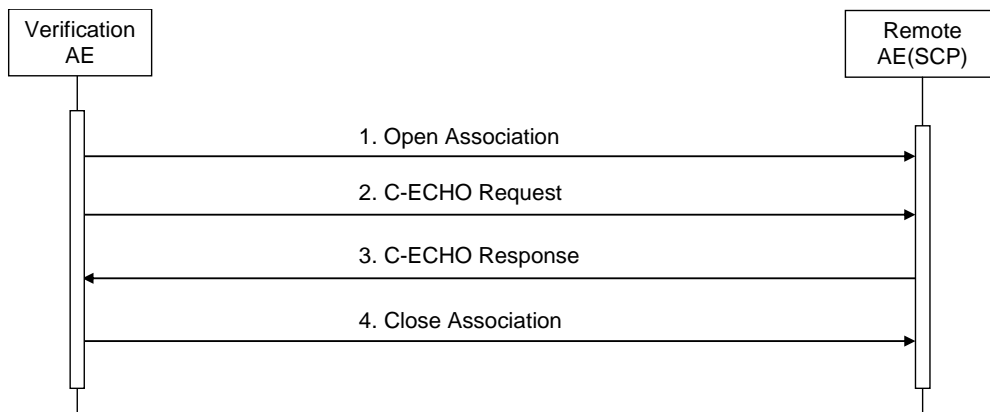 Verification
AE
Remote
AE(SCP)
1. Open Association
2. C-ECHO Request
3. C-ECHO Response
4. Close Association